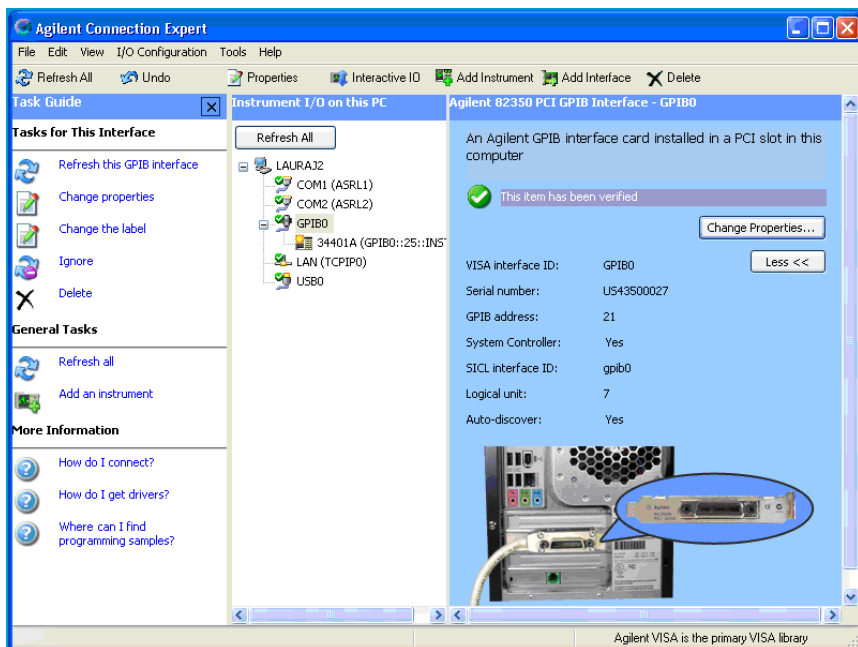 Agilent Connection Expert
File Edit View I/O Configuration Tools Help
Refresh All Undo Properties Interactive IO Add Instrument Add Interface Delete
Task Guide
Tasks for This Interface
Refresh this GPIB interface
Change properties
Change the label
Ignore
Delete
General Tasks
Refresh all
Add an instrument
More Information
How do I connect?
How do I get drivers?
Where can I find
programming samples?
Instrument I/O on this PC
Refresh All
LAURAJ2
COM1 (ASRL1)
COM2 (ASRL2)
GPIB0
34401A (GPIB0::25::INS
LAN (TCPIP0)
USB0
Agilent 82350 PCI GPIB Interface - GPIB0
An Agilent GPIB interface card installed in a PCI slot in this
computer
This item has been verified
Change Properties...
Less <<
VISA interface ID: GPIB0
Serial number: US43500027
GPIB address: 21
System Controller: Yes
SICL interface ID: gpib0
Logical unit: 7
Auto-discover: Yes
Agilent
Agilent VISA is the primary VISA library